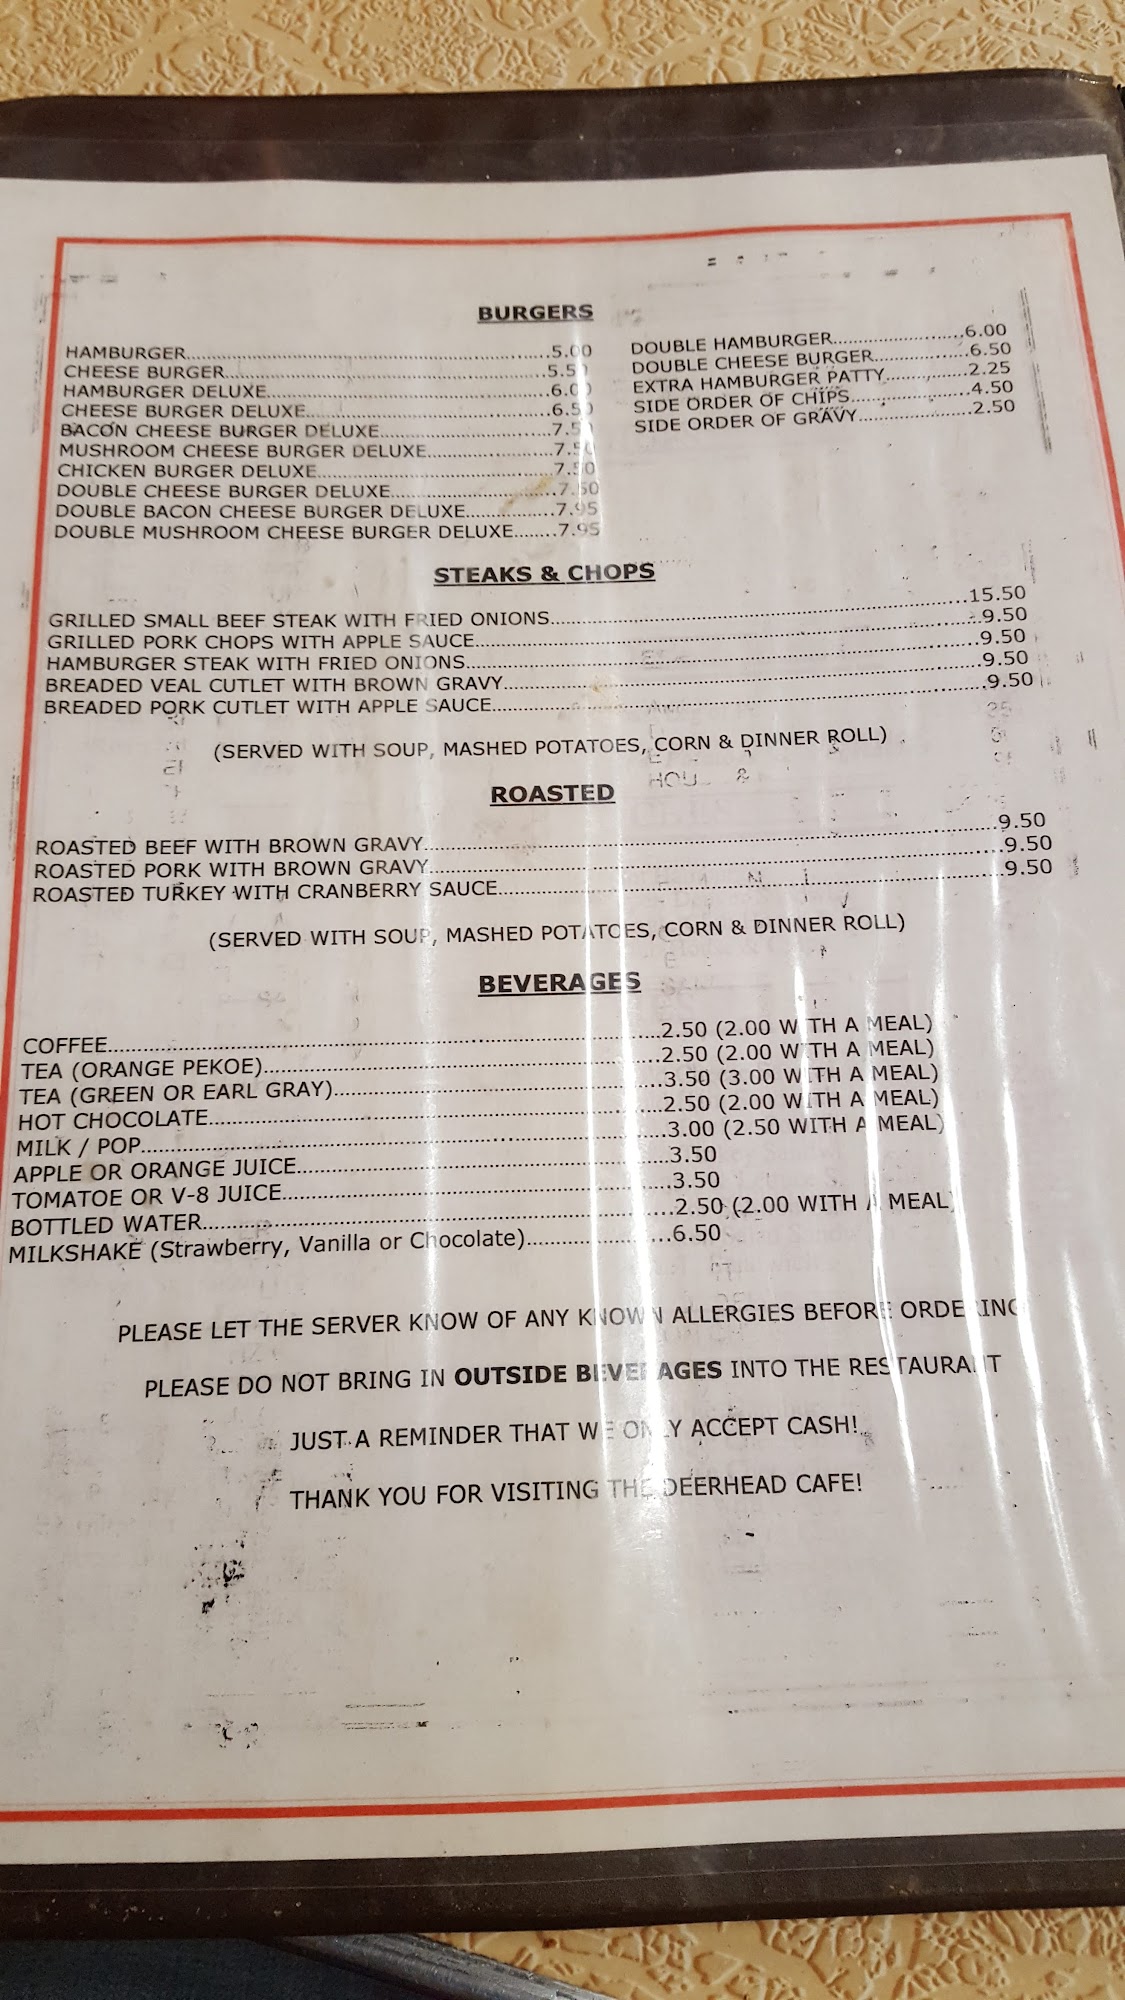 BURGERS
HAMBURGER..........5.00
CHEESE BURGER..........5.50
HAMBURGER DELUXE..........6.00
CHEESE BURGER DELUXE..........6.50
BACON CHEESE BURGER DELUXE..........7.50
MUSHROOM CHEESE BURGER DELUXE..........7.50
CHICKEN BURGER DELUXE..........7.50
DOUBLE CHEESE BURGER DELUXE..........7.50
DOUBLE BACON CHEESE BURGER DELUXE..........7.95
DOUBLE MUSHROOM CHEESE BURGER DELUXE........7.95
DOUBLE HAMBURGER..........6.00
DOUBLE CHEESE BURGER..........6.50
EXTRA HAMBURGER PATTY..........2.25
SIDE ORDER OF CHIPS..........4.50
SIDE ORDER OF GRAVY..........2.50
STEAKS & CHOPS
GRILLED SMALL BEEF STEAK WITH FRIED ONIONS..........15.50
GRILLED PORK CHOPS WITH APPLE SAUCE..........9.50
HAMBURGER STEAK WITH FRIED ONIONS..........9.50
BREADED VEAL CUTLET WITH BROWN GRAVY..........9.50
BREADED PORK CUTLET WITH APPLE SAUCE..........9.50
(SERVED WITH SOUP, MASHED POTATOES, CORN & DINNER ROLL)
ROASTED
ROASTED BEEF WITH BROWN GRAVY..........9.50
ROASTED PORK WITH BROWN GRAVY..........9.50
ROASTED TURKEY WITH CRANBERRY SAUCE..........9.50
(SERVED WITH SOUP, MASHED POTATOES, CORN & DINNER ROLL)
BEVERAGES
COFFEE..........2.50 (2.00 WITH A MEAL)
TEA (ORANGE PEKOE)..........2.50 (2.00 WITH A MEAL)
TEA (GREEN OR EARL GRAY)..........3.50 (3.00 WITH A MEAL)
HOT CHOCOLATE..........2.50 (2.00 WITH A MEAL)
MILK / POP..........3.00 (2.50 WITH A MEAL)
APPLE OR ORANGE JUICE..........3.50
TOMATOE OR V-8 JUICE..........3.50
BOTTLED WATER..........2.50 (2.00 WITH A MEAL)
MILKSHAKE (Strawberry, Vanilla or Chocolate)..........6.50
PLEASE LET THE SERVER KNOW OF ANY KNOWN ALLERGIES BEFORE ORDERING
PLEASE DO NOT BRING IN OUTSIDE BEVERAGES INTO THE RESTAURANT
JUST A REMINDER THAT WE ONLY ACCEPT CASH!
THANK YOU FOR VISITING THE DEERHEAD CAFE!